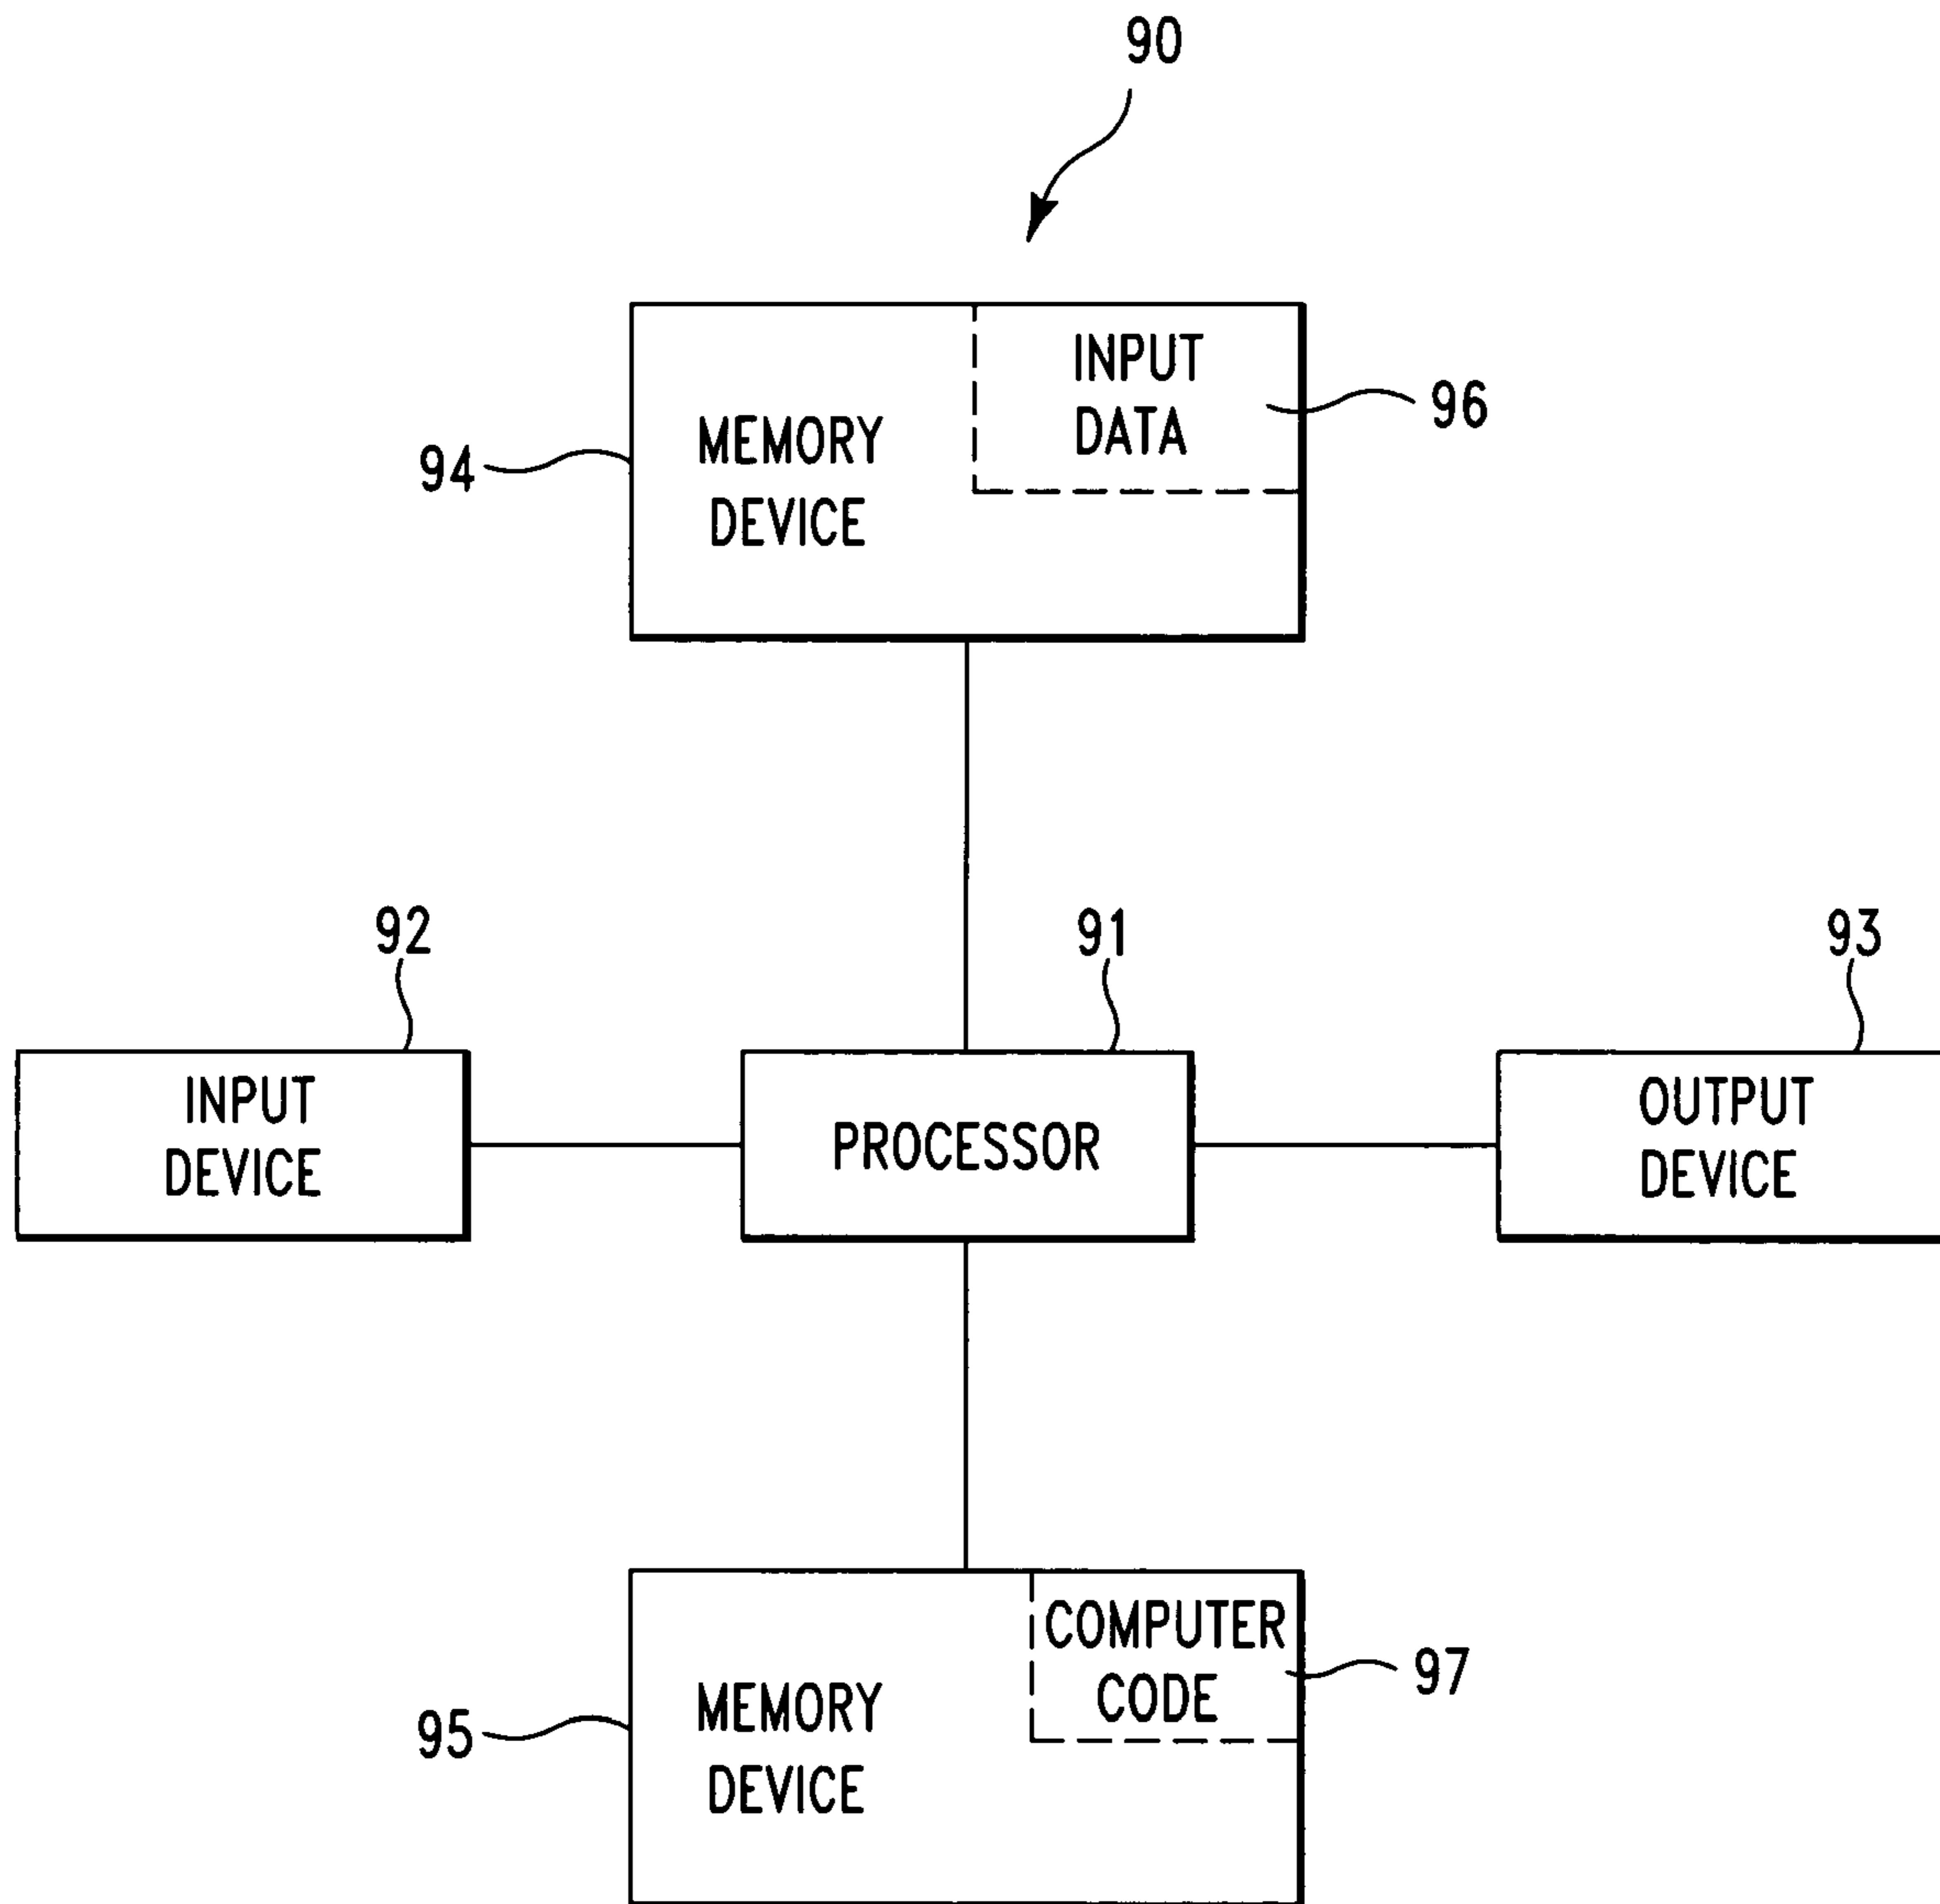 90
INPUT
DATA
96
MEMORY
DEVICE
94
92
91
93
INPUT
DEVICE
PROCESSOR
OUTPUT
DEVICE
COMPUTER
CODE
97
MEMORY
DEVICE
95